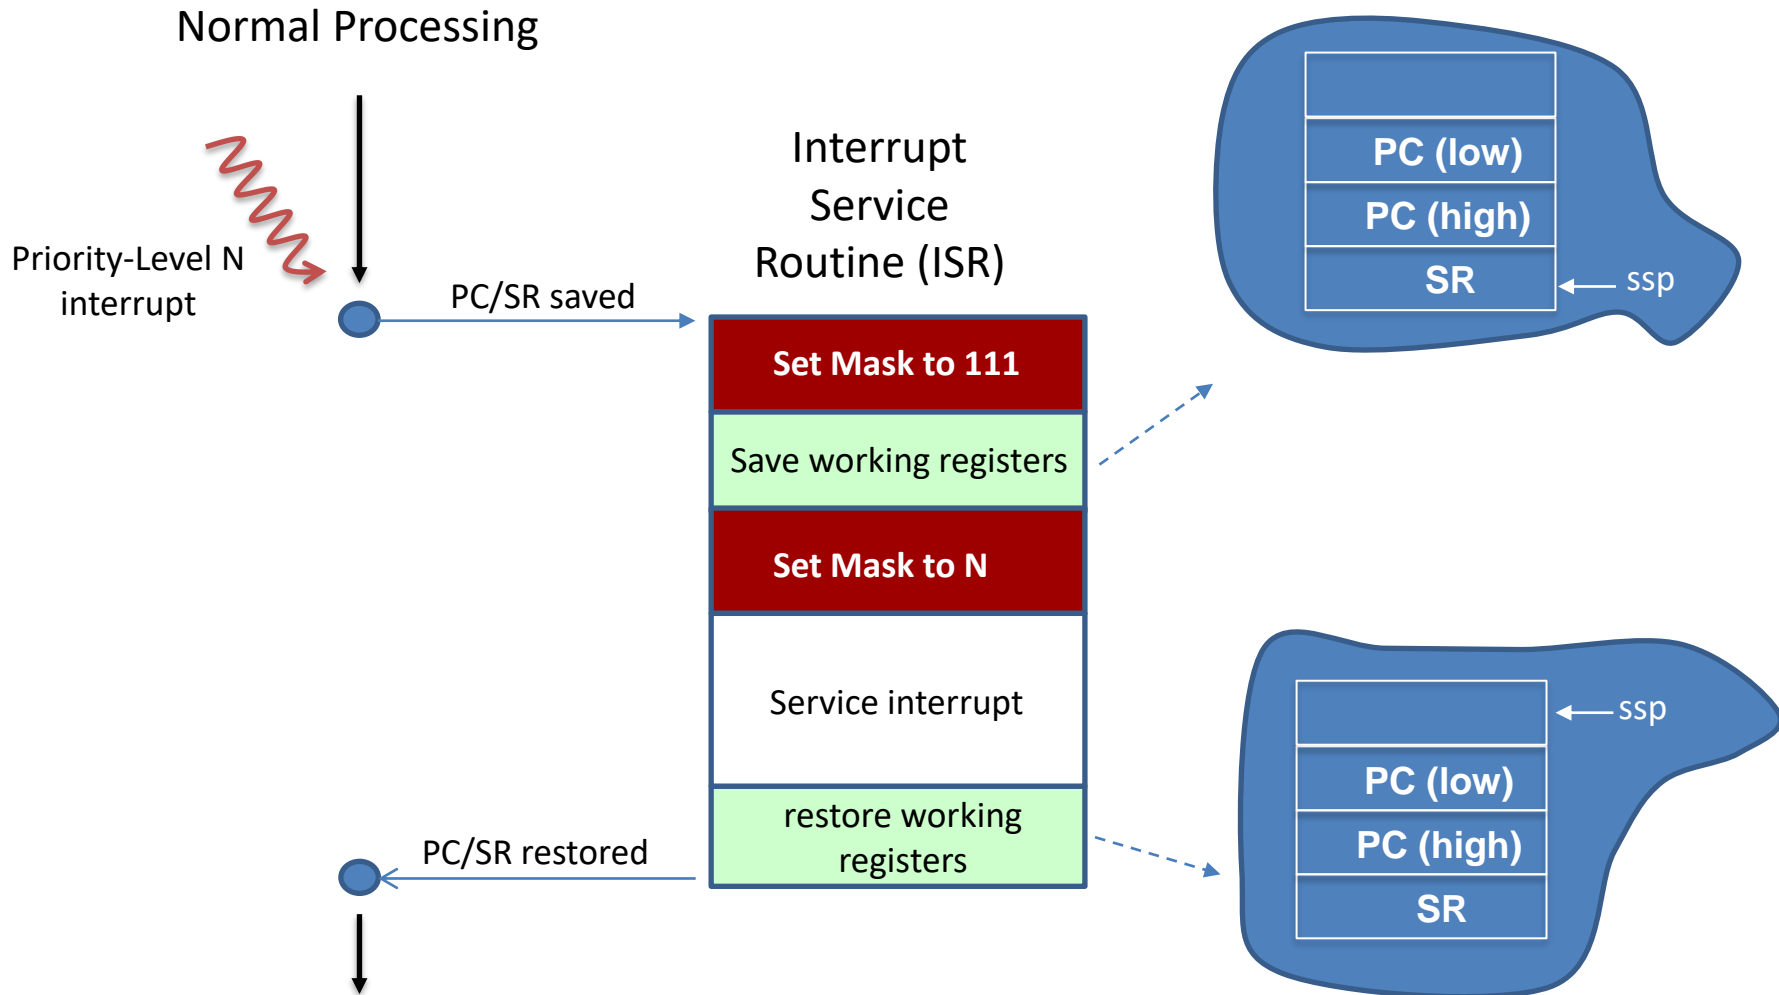 Normal Processing
Priority-Level N
interrupt
PC/SR saved
Interrupt
Service
Routine (ISR)
Set Mask to 111
Save working registers
Set Mask to N
Service interrupt
restore working
registers
PC/SR restored
PC (low)
PC (high)
SR
ssp
ssp
PC (low)
PC (high)
SR